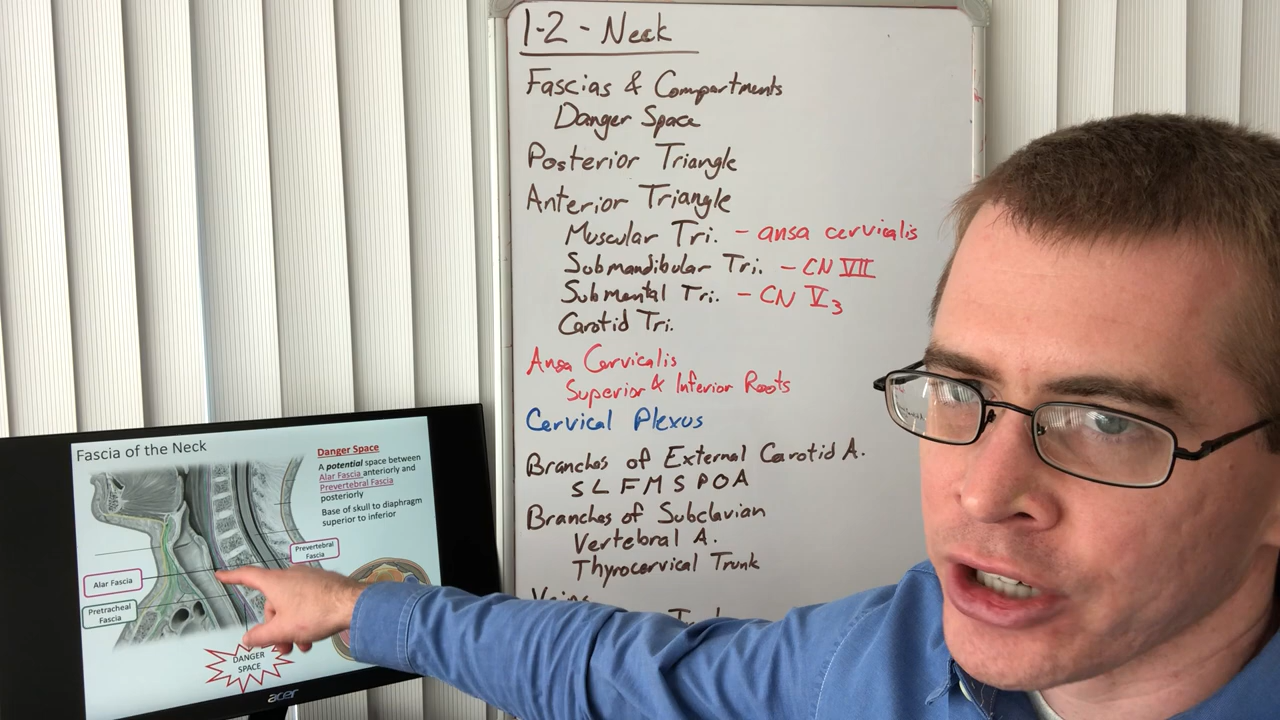 1-2 - Neck
Fascias & Compartments
Danger Space
Posterior Triangle
Anterior Triangle
Muscular Tri. - ansa cervicalis
Submandibular Tri. - CN VII
Submental Tri. - CN V3
Carotid Tri.
Ansa Cervicalis
Superior & Inferior Roots
Cervical Plexus
Branches of External Carotid A.
S L F M S P O A
Branches of Subclavian
Vertebral A.
Thyrocervical Trunk
Veins
Fascia of the Neck
Danger Space
A potential space between
Alar Fascia anteriorly and
Prevertebral Fascia
posteriorly
Base of skull to diaphragm
superior to inferior
Prevertebral
Fascia
Alar Fascia
Pretracheal
Fascia
DANGER
SPACE
acer